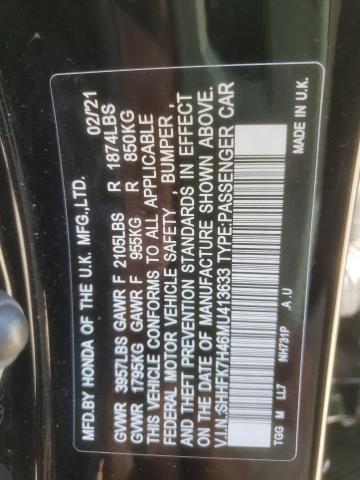 MFD.BY HONDA OF THE U.K. MFG.,LTD. 02/21
GVWR 3957LBS GAWR F 2105LBS R 1874LBS
GVWR 1795KG GAWR F 955KG R 850KG
THIS VEHICLE CONFORMS TO ALL APPLICABLE
FEDERAL MOTOR VEHICLE SAFETY, BUMPER,
AND THEFT PREVENTION STANDARDS IN EFFECT
ON THE DATE OF MANUFACTURE SHOWN ABOVE.
V.I.N.:SHHFK7H46MU413633 TYPE:PASSENGER CAR
TGG M LL7 NH731P .A .U MADE IN U.K.